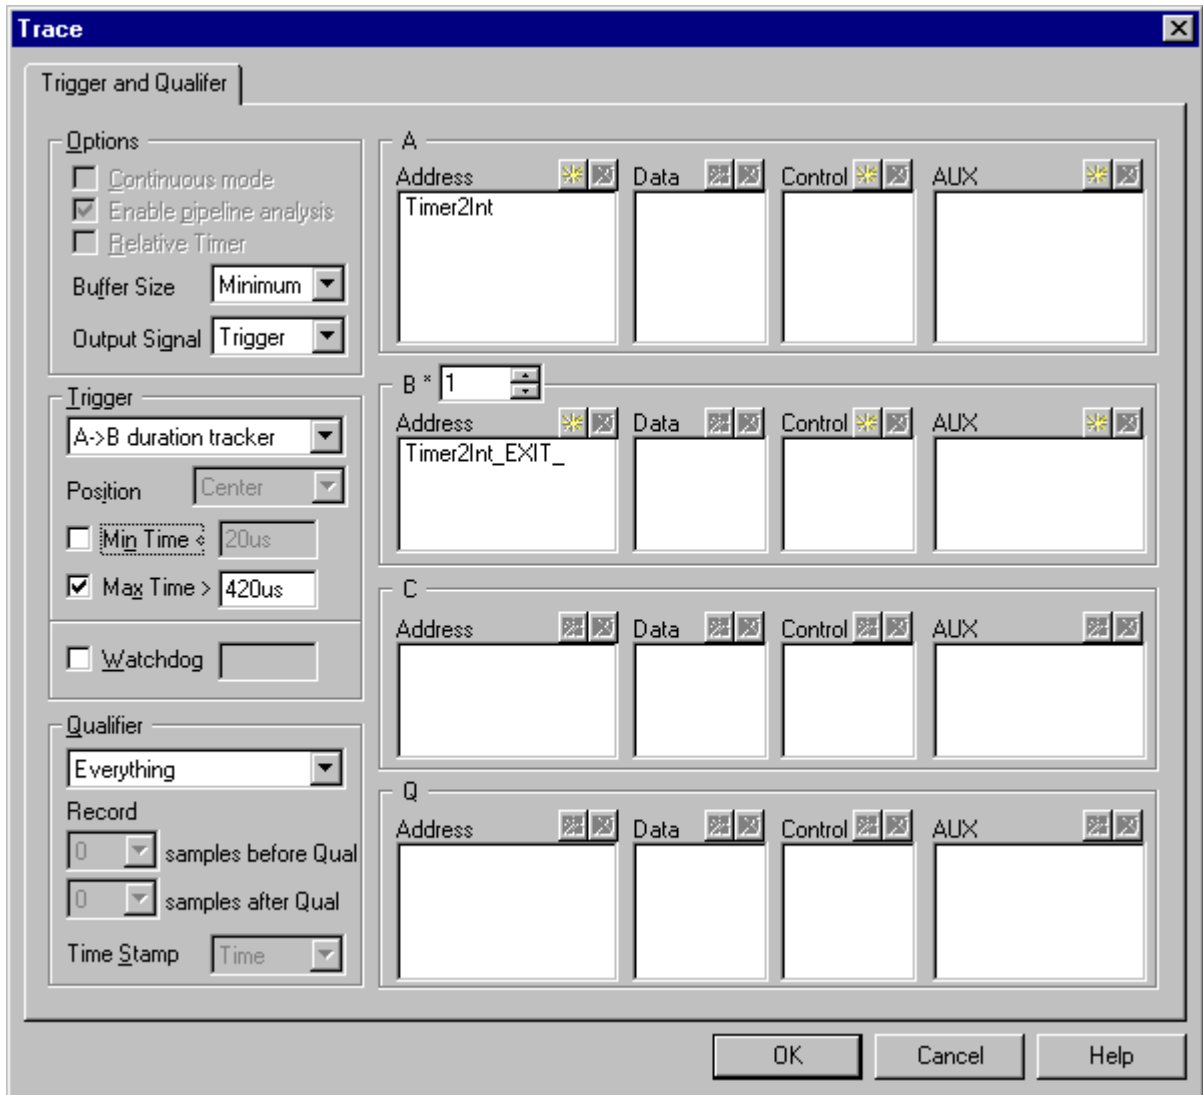 Trace
Trigger and Qualifer
Options
Continuous mode
Enable pipeline analysis
Relative Timer
Buffer Size Minimum
Output Signal Trigger
Trigger
A->B duration tracker
Position Center
Min Time < 20us
Max Time > 420us
Watchdog
Qualifier
Everything
Record
0 samples before Qual
0 samples after Qual
Time Stamp Time
A
Address Data Control AUX
Timer2Int
B * 1
Address Data Control AUX
Timer2Int_EXIT_
C
Address Data Control AUX
Q
Address Data Control AUX
OK Cancel Help